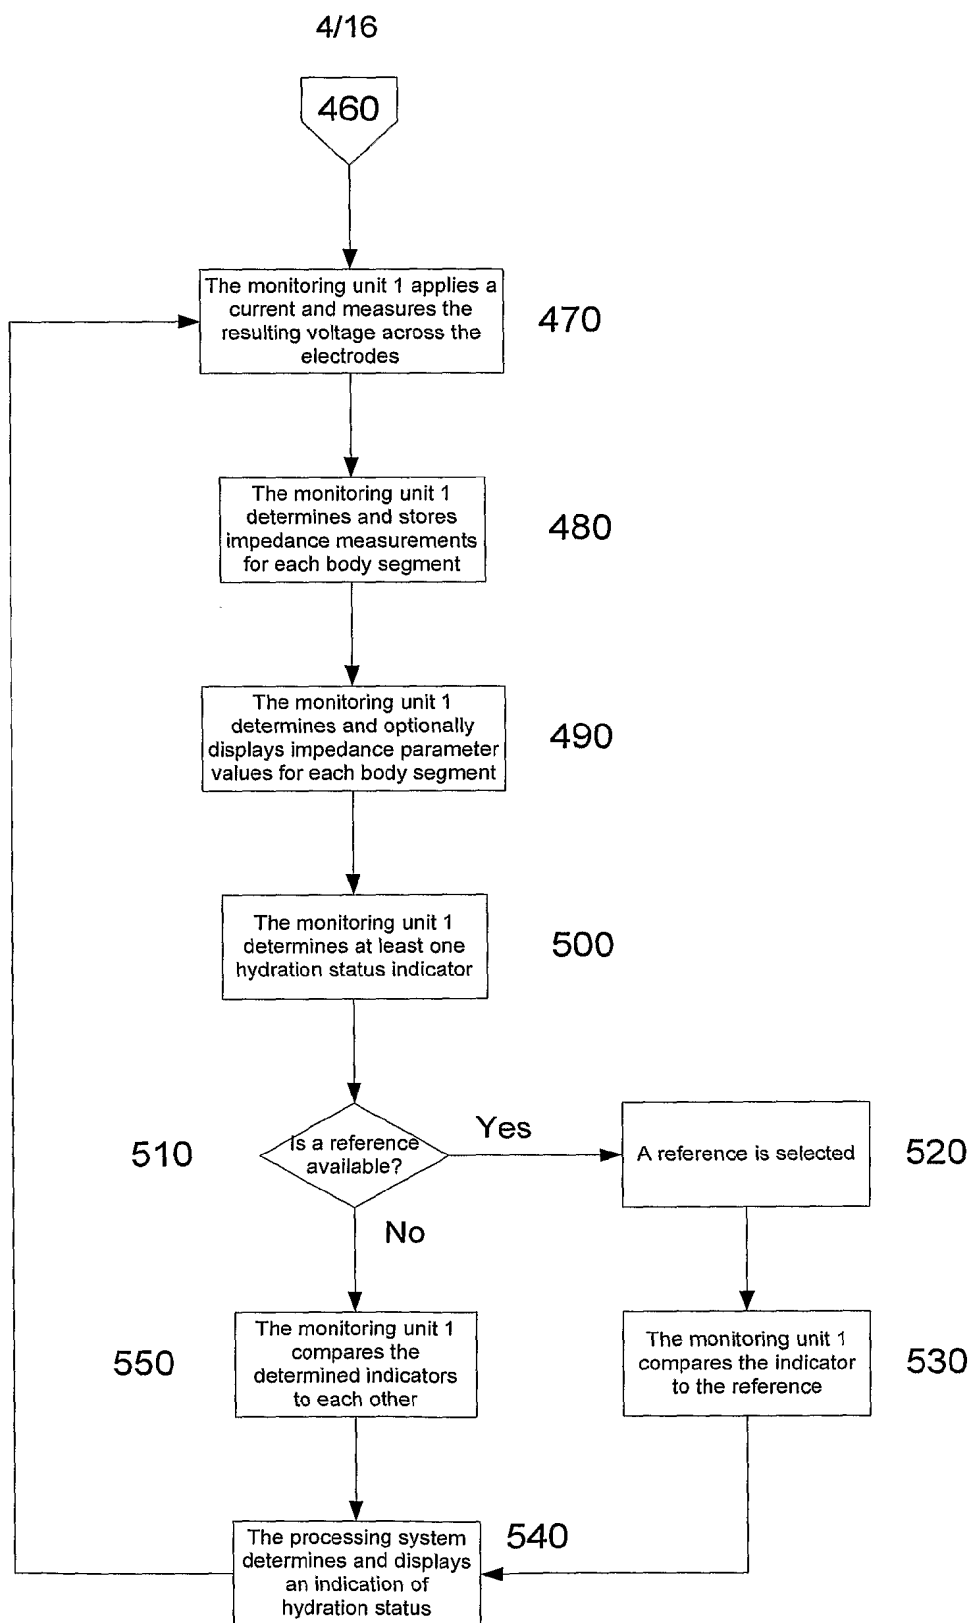 4/16
460
The monitoring unit 1 applies a
current and measures the
resulting voltage across the
electrodes
470
The monitoring unit 1
determines and stores
impedance measurements
for each body segment
480
The monitoring unit 1
determines and optionally
displays impedance parameter
values for each body segment
490
The monitoring unit 1
determines at least one
hydration status indicator
500
510
Is a reference
available?
Yes
A reference is selected
520
No
550
The monitoring unit 1
compares the
determined indicators
to each other
The monitoring unit 1
compares the indicator
to the reference
530
The processing system
determines and displays
an indication of
hydration status
540